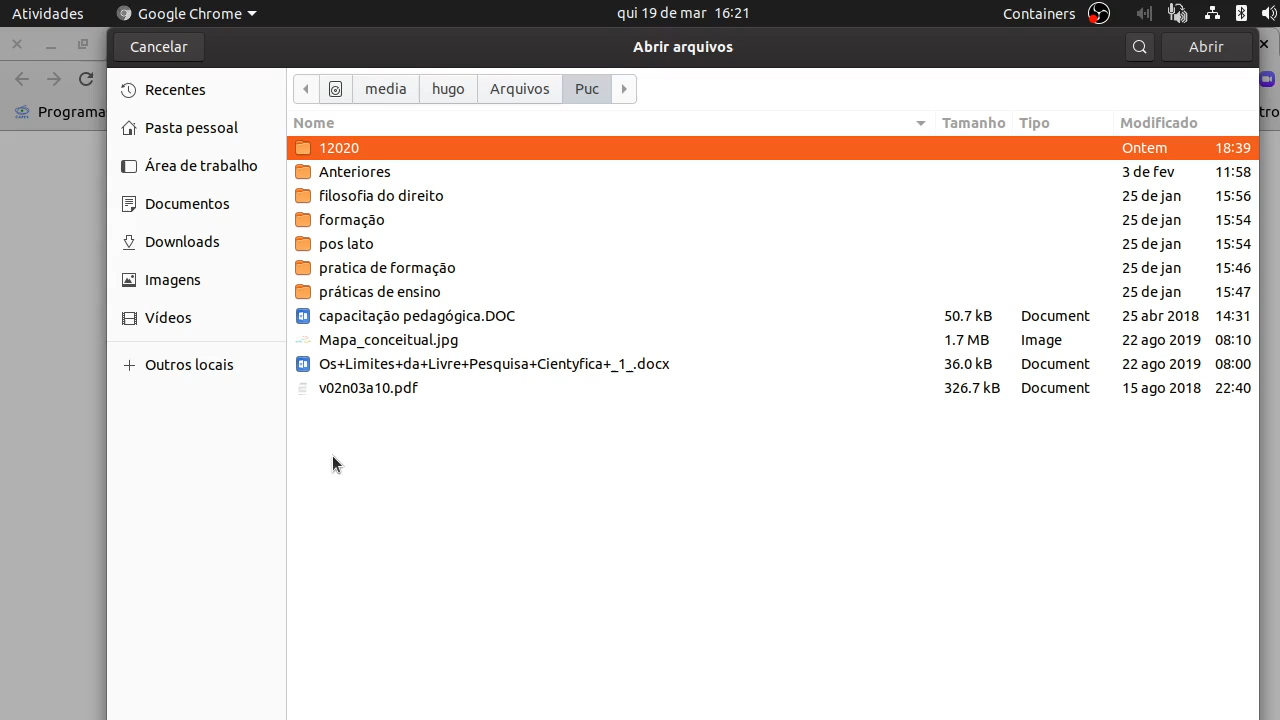 Atividades Google Chrome qui 19 de mar 16:21 Containers
Cancelar Abrir arquivos Abrir
Programa
tro
media hugo Arquivos Puc
Recentes
Pasta pessoal
Área de trabalho
Documentos
Downloads
Imagens
Vídeos
Outros locais
Nome Tamanho Tipo Modificado
12020 Ontem 18:39
Anteriores 3 de fev 11:58
filosofia do direito 25 de jan 15:56
formação 25 de jan 15:54
pos lato 25 de jan 15:54
pratica de formação 25 de jan 15:46
práticas de ensino 25 de jan 15:47
capacitação pedagógica.DOC 50.7 kB Document 25 abr 2018 14:31
Mapa_conceitual.jpg 1.7 MB Image 22 ago 2019 08:10
Os+Limites+da+Livre+Pesquisa+Cientyfica+_1_.docx 36.0 kB Document 22 ago 2019 08:00
v02n03a10.pdf 326.7 kB Document 15 ago 2018 22:40